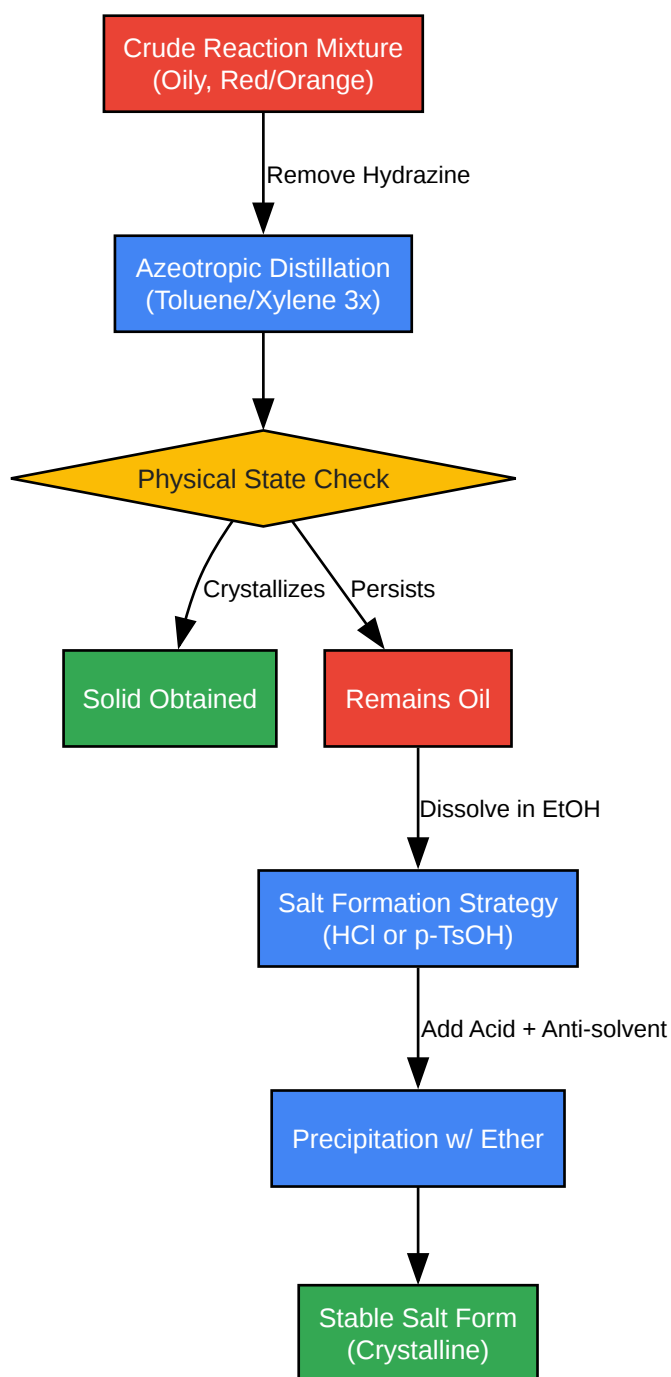 Crude Reaction Mixture
(Oily, Red/Orange)
Remove Hydrazine
Azeotropic Distillation
(Toluene/Xylene 3x)
Physical State Check
Crystallizes
Persists
Solid Obtained
Remains Oil
Dissolve in EtOH
Salt Formation Strategy
(HCl or p-TsOH)
Add Acid + Anti-solvent
Precipitation w/ Ether
Stable Salt Form
(Crystalline)